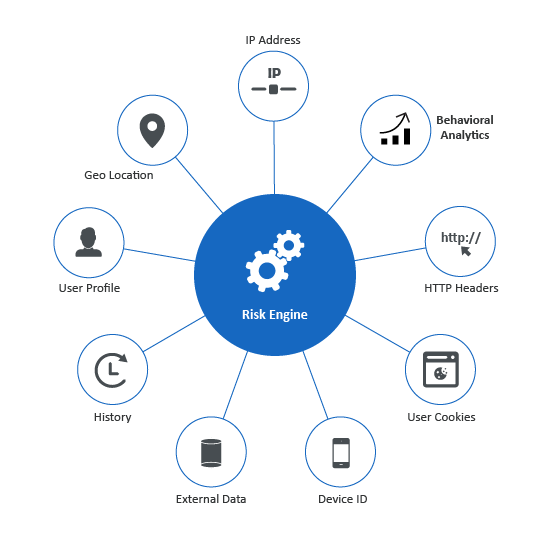 IP Address
IP
Behavioral
Analytics
Geo Location
http://
User Profile
HTTP Headers
Risk Engine
History
User Cookies
External Data
Device ID